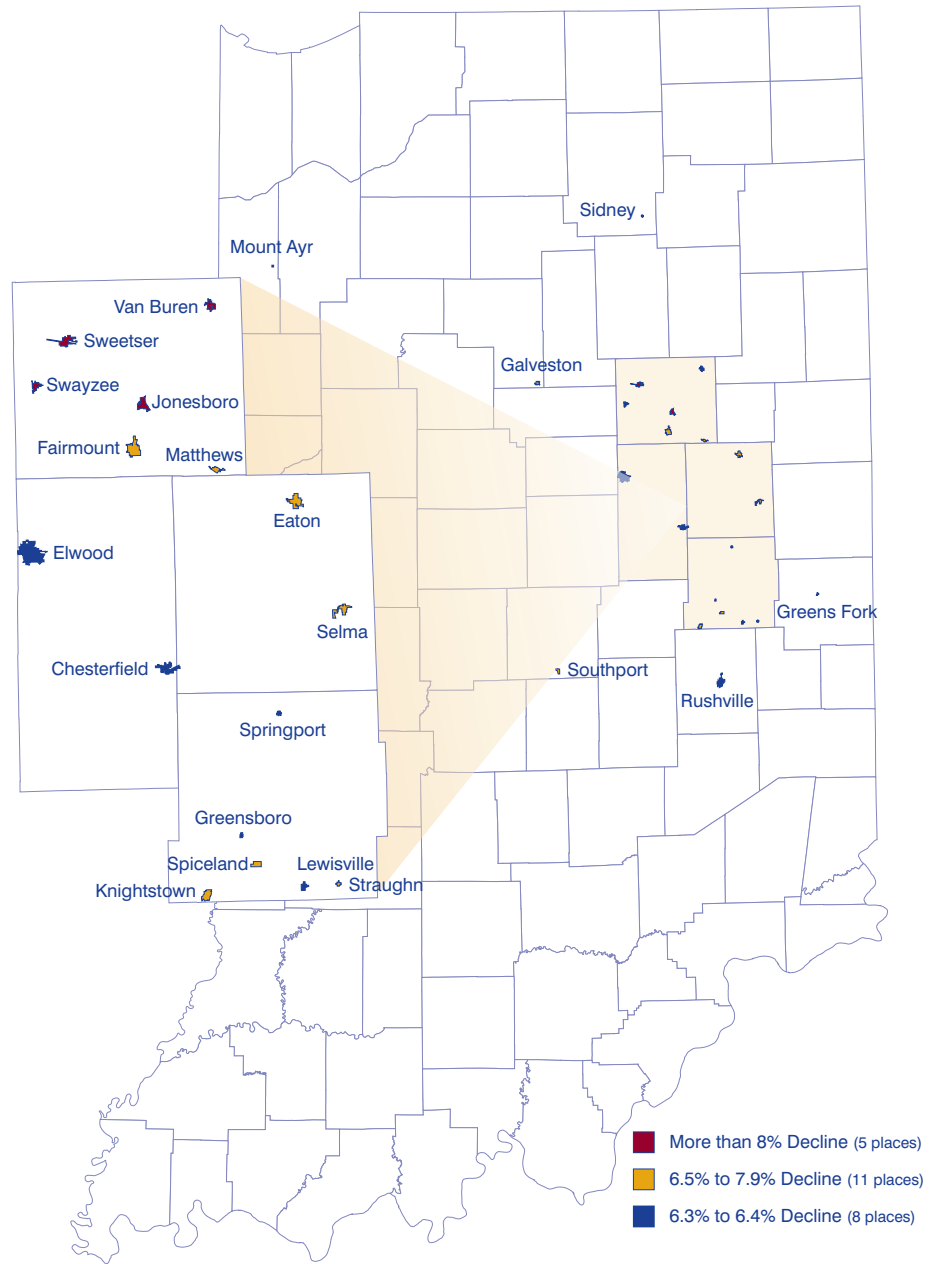 Sidney
Mount Ayr
Van Buren
Sweetser
Galveston
Swayzee
Jonesboro
Fairmount
Matthews
Eaton
Elwood
Greens Fork
Selma
Chesterfield
Southport
Rushville
Springport
Greensboro
Spiceland
Lewisville
Straughn
Knightstown
More than 8% Decline (5 places)
6.5% to 7.9% Decline (11 places)
6.3% to 6.4% Decline (8 places)